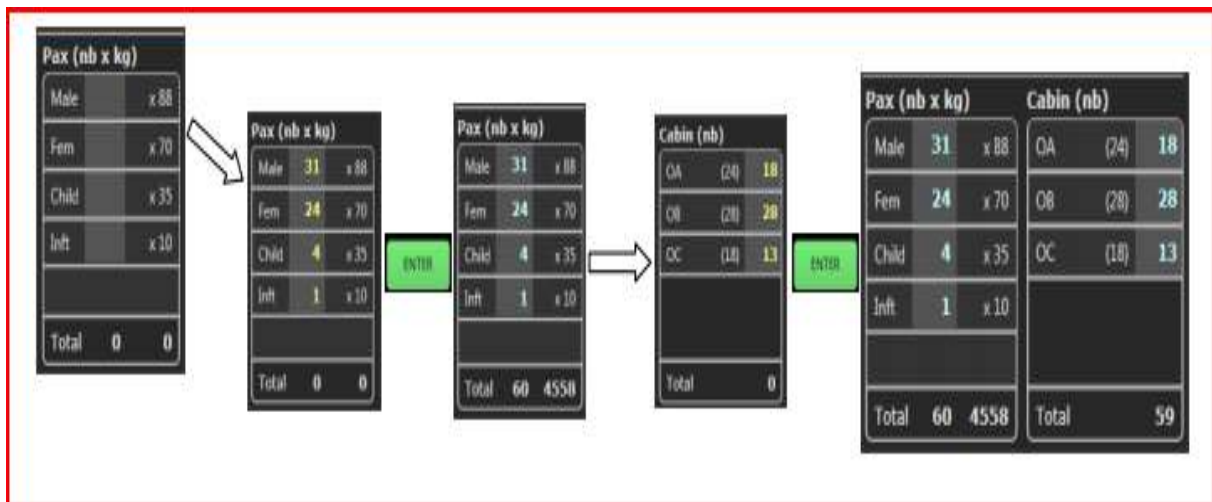 Pax (nb x kg)
Male x 88
Fem x 70
Child x 35
Inft x 10
Total 0 0
Pax (nb x kg)
Male 31 x 88
Fem 24 x 70
Child 4 x 35
Inft 1 x 10
Total 0 0
ENTER
Pax (nb x kg)
Male 31 x 88
Fem 24 x 70
Child 4 x 35
Inft 1 x 10
Total 60 4558
Cabin (nb)
OA (24) 18
OB (28) 28
OC (18) 13
Total 0
ENTER
Pax (nb x kg)
Male 31 x 88
Fem 24 x 70
Child 4 x 35
Inft 1 x 10
Total 60 4558
Cabin (nb)
OA (24) 18
OB (28) 28
OC (18) 13
Total 59